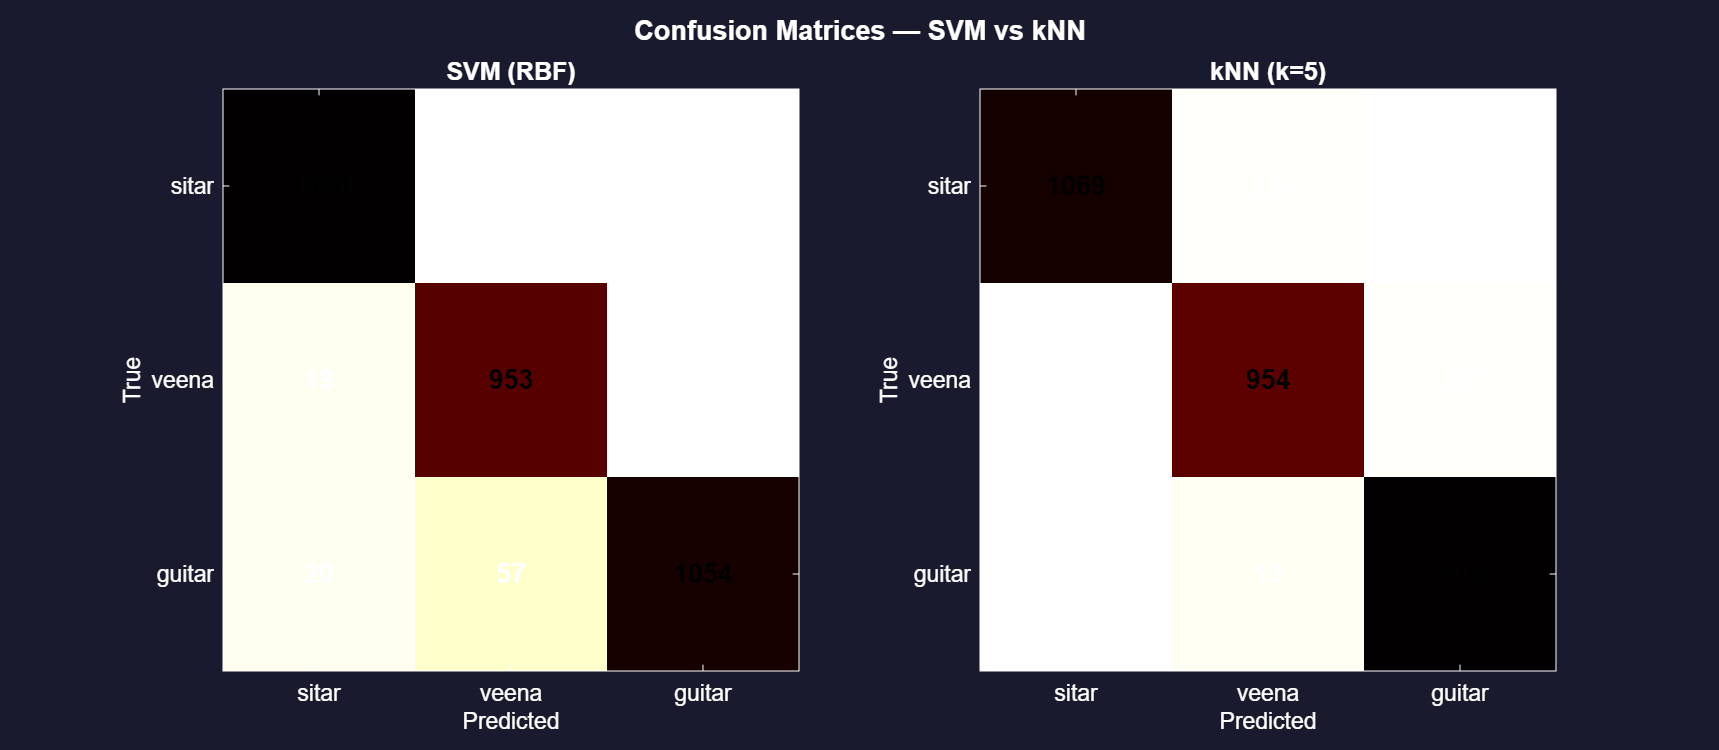 Confusion Matrices — SVM vs kNN
SVM (RBF)
sitar
veena
guitar
True
19 953
20 57 1054
sitar veena guitar
Predicted
kNN (k=5)
sitar
veena
guitar
True
1069
954
sitar veena guitar
Predicted